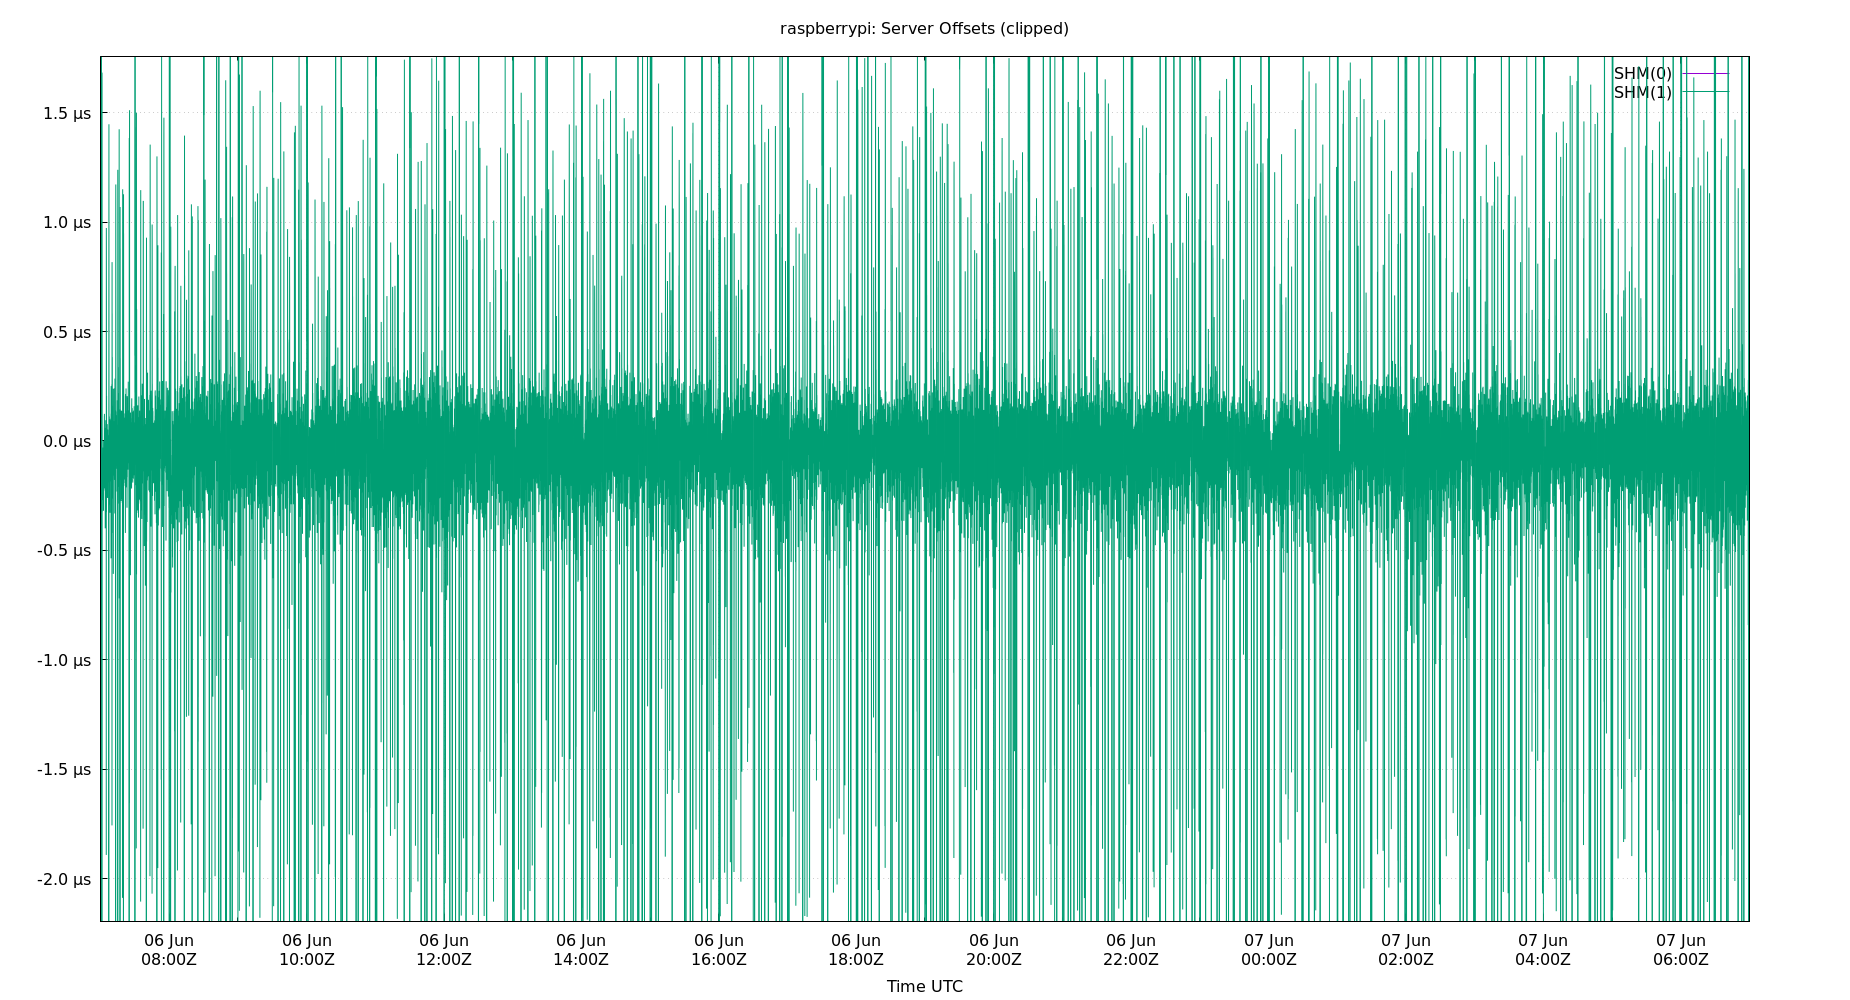 raspberrypi: Server Offsets (clipped)
SHM(0)
SHM(1)
1.5 µs
1.0 µs
0.5 µs
0.0 µs
-0.5 µs
-1.0 µs
-1.5 µs
-2.0 µs
06 Jun 06 Jun 06 Jun 06 Jun 06 Jun 06 Jun 06 Jun 06 Jun 07 Jun 07 Jun 07 Jun 07 Jun
08:00Z 10:00Z 12:00Z 14:00Z 16:00Z 18:00Z 20:00Z 22:00Z 00:00Z 02:00Z 04:00Z 06:00Z
Time UTC